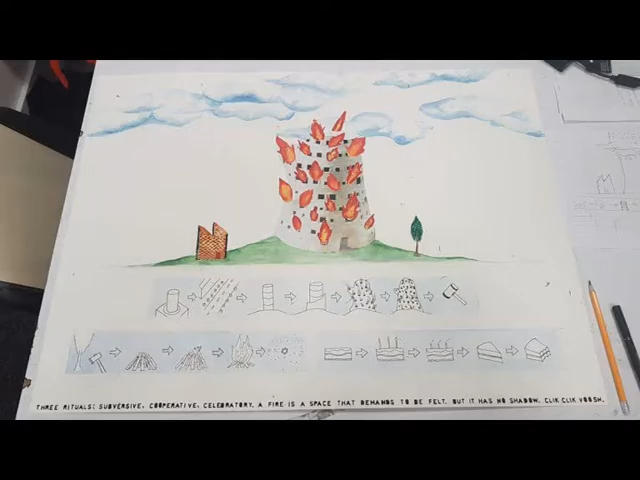 THREE RITUALS: SUBVERSIVE, COOPERATIVE, CELEBRATORY. A FIRE IS A SPACE THAT DEMANDS TO BE FELT. BUT IT HAS NO SHADOW. CLIK CLIK VOOSH.